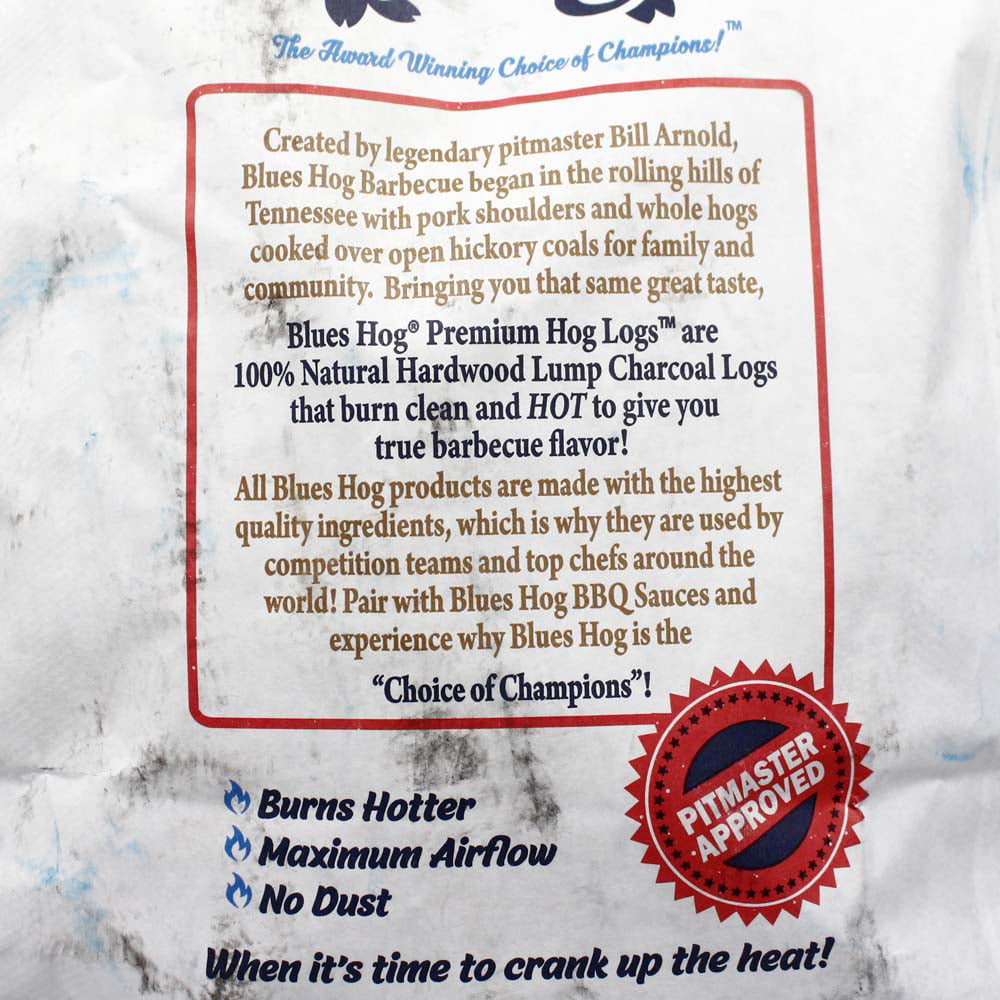 The Award Winning Choice of Champions!™
Created by legendary pitmaster Bill Arnold,
Blues Hog Barbecue began in the rolling hills of
Tennessee with pork shoulders and whole hogs
cooked over open hickory coals for family and
community. Bringing you that same great taste,
Blues Hog® Premium Hog Logs™ are
100% Natural Hardwood Lump Charcoal Logs
that burn clean and HOT to give you
true barbecue flavor!
All Blues Hog products are made with the highest
quality ingredients, which is why they are used by
competition teams and top chefs around the
world! Pair with Blues Hog BBQ Sauces and
experience why Blues Hog is the
“Choice of Champions”!
PITMASTER
APPROVED
Burns Hotter
Maximum Airflow
No Dust
When it's time to crank up the heat!